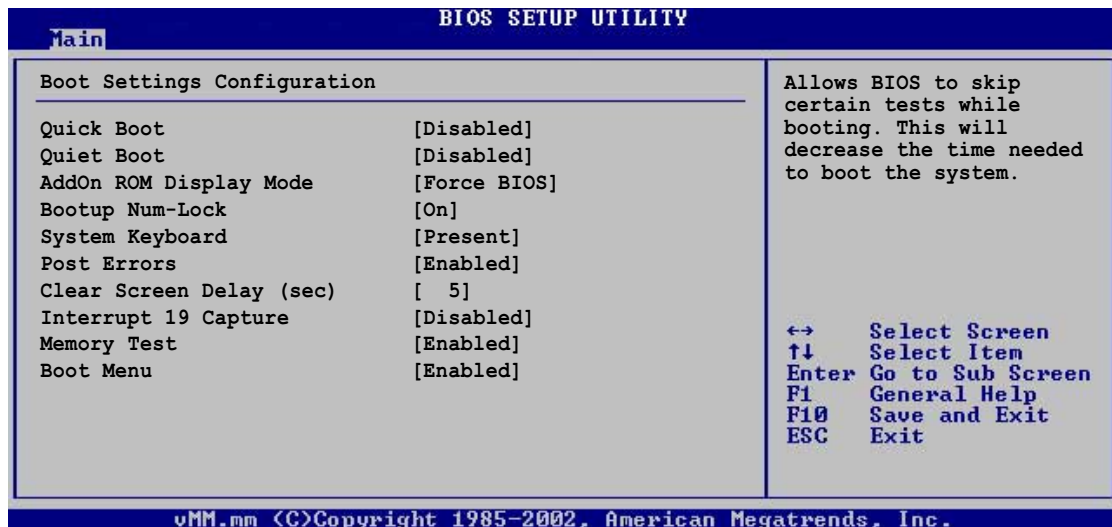 BIOS SETUP UTILITY
Main
Boot Settings Configuration
Quick Boot [Disabled]
Quiet Boot [Disabled]
AddOn ROM Display Mode [Force BIOS]
Bootup Num-Lock [On]
System Keyboard [Present]
Post Errors [Enabled]
Clear Screen Delay (sec) [ 5]
Interrupt 19 Capture [Disabled]
Memory Test [Enabled]
Boot Menu [Enabled]
Allows BIOS to skip
certain tests while
booting. This will
decrease the time needed
to boot the system.
↔ Select Screen
↑↓ Select Item
Enter Go to Sub Screen
F1 General Help
F10 Save and Exit
ESC Exit
vMM.mm (C)Copyright 1985-2002, American Megatrends, Inc.